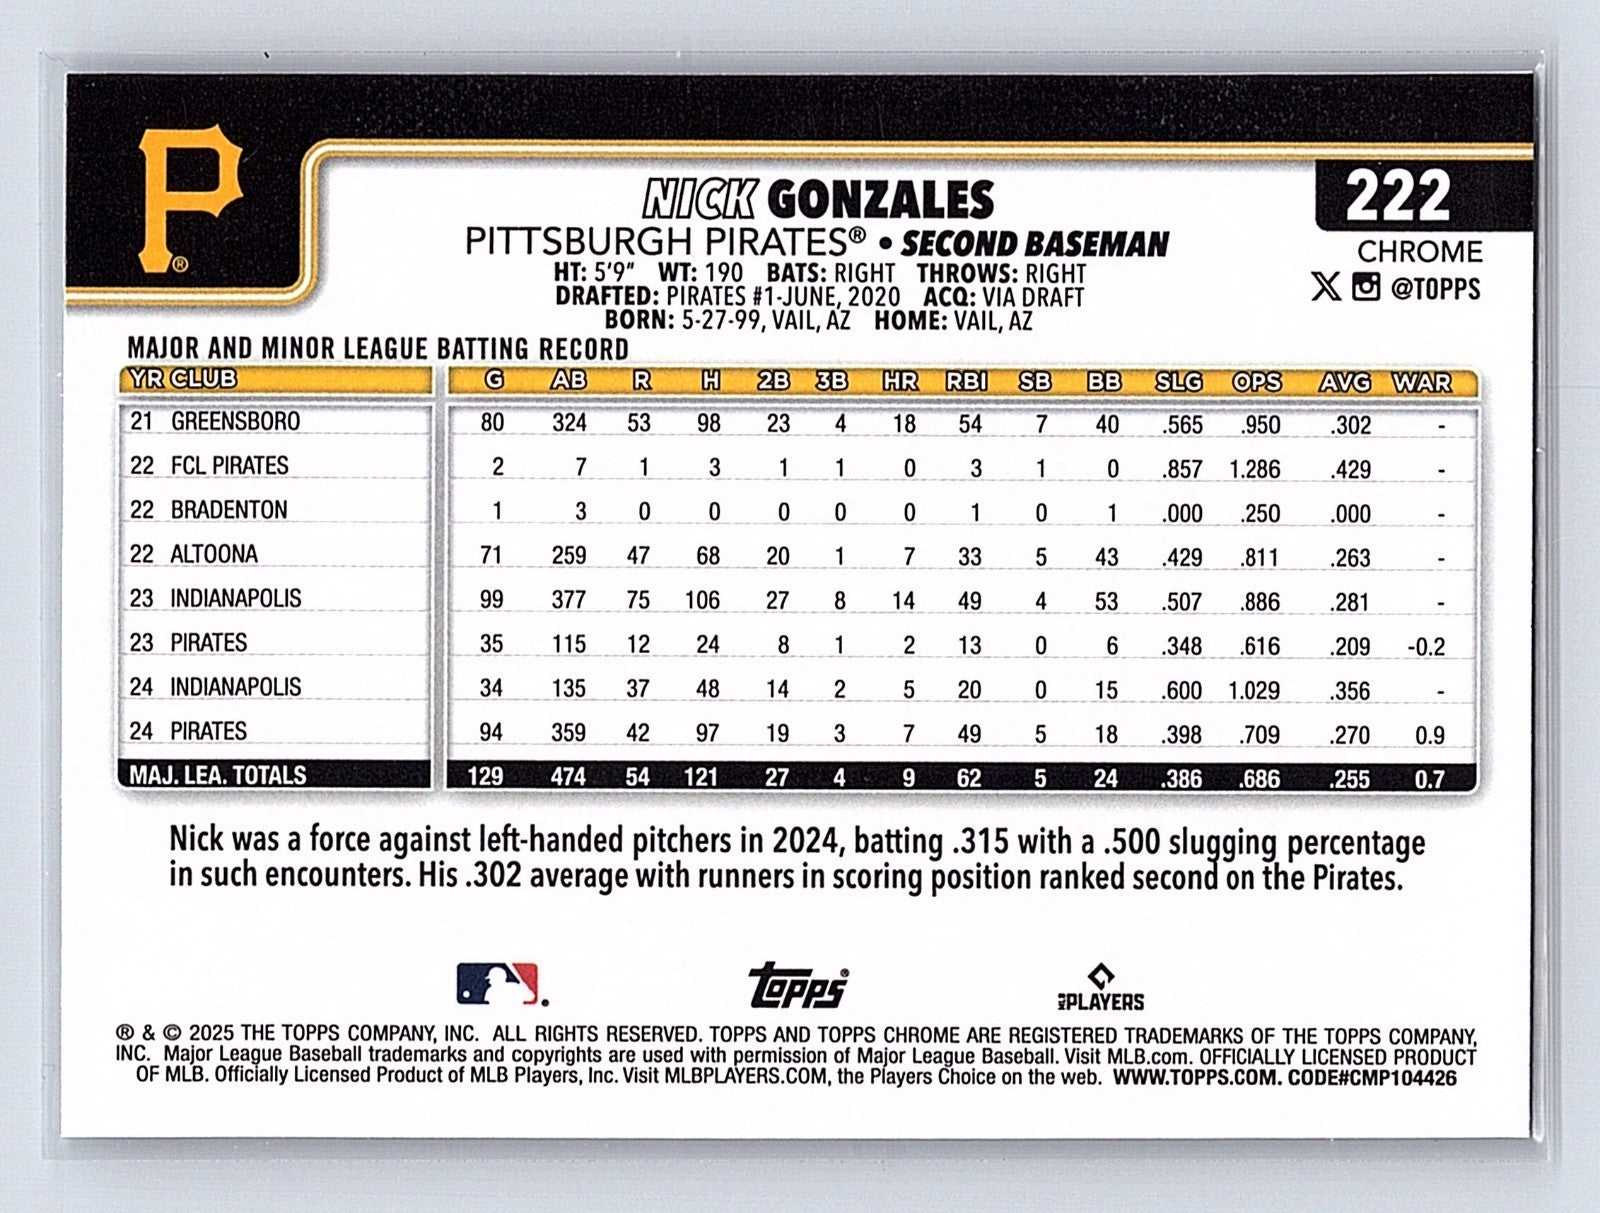 P®
222
NICK GONZALES
PITTSBURGH PIRATES® • SECOND BASEMAN
CHROME
HT: 5'9" WT: 190 BATS: RIGHT THROWS: RIGHT
X @TOPPS
DRAFTED: PIRATES #1-JUNE, 2020 ACQ: VIA DRAFT
BORN: 5-27-99, VAIL, AZ HOME: VAIL, AZ
MAJOR AND MINOR LEAGUE BATTING RECORD
YR CLUB G AB R H 2B 3B HR RBI SB BB SLG OPS AVG WAR
21 GREENSBORO 80 324 53 98 23 4 18 54 7 40 .565 .950 .302 -
22 FCL PIRATES 2 7 1 3 1 1 0 3 1 0 .857 1.286 .429 -
22 BRADENTON 1 3 0 0 0 0 0 1 0 1 .000 .250 .000 -
22 ALTOONA 71 259 47 68 20 1 7 33 5 43 .429 .811 .263 -
23 INDIANAPOLIS 99 377 75 106 27 8 14 49 4 53 .507 .886 .281 -
23 PIRATES 35 115 12 24 8 1 2 13 0 6 .348 .616 .209 -0.2
24 INDIANAPOLIS 34 135 37 48 14 2 5 20 0 15 .600 1.029 .356 -
24 PIRATES 94 359 42 97 19 3 7 49 5 18 .398 .709 .270 0.9
MAJ. LEA. TOTALS 129 474 54 121 27 4 9 62 5 24 .386 .686 .255 0.7
Nick was a force against left-handed pitchers in 2024, batting .315 with a .500 slugging percentage
in such encounters. His .302 average with runners in scoring position ranked second on the Pirates.
Topps® MLB PLAYERS
® & © 2025 THE TOPPS COMPANY, INC. ALL RIGHTS RESERVED. TOPPS AND TOPPS CHROME ARE REGISTERED TRADEMARKS OF THE TOPPS COMPANY,
INC. Major League Baseball trademarks and copyrights are used with permission of Major League Baseball. Visit MLB.com. OFFICIALLY LICENSED PRODUCT
OF MLB. Officially Licensed Product of MLB Players, Inc. Visit MLBPLAYERS.COM, the Players Choice on the web. WWW.TOPPS.COM. CODE#CMP104426